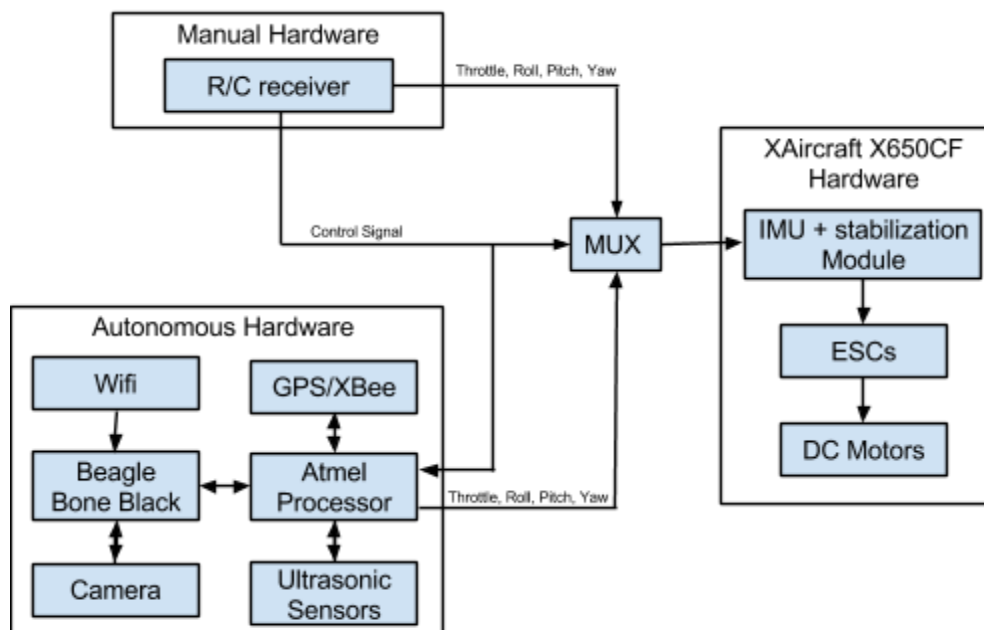 Manual Hardware
R/C receiver
Throttle, Roll, Pitch, Yaw
XAircraft X650CF
Hardware
IMU + stabilization
Module
Control Signal
MUX
ESCs
DC Motors
Autonomous Hardware
Wifi
GPS/XBee
Beagle
Bone Black
Atmel
Processor
Throttle, Roll, Pitch, Yaw
Camera
Ultrasonic
Sensors